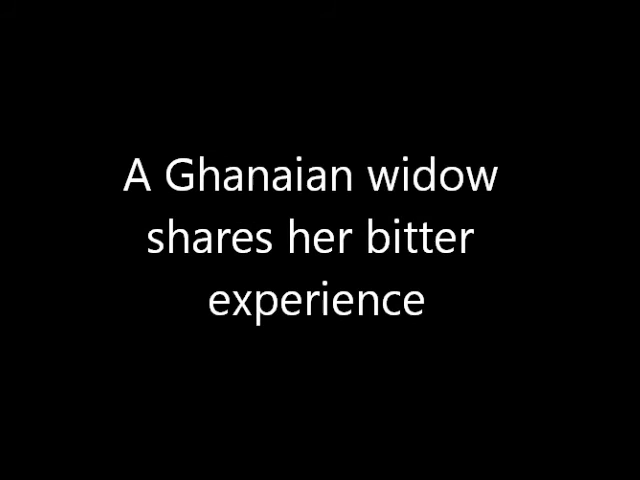 A Ghanaian widow
shares her bitter
experience